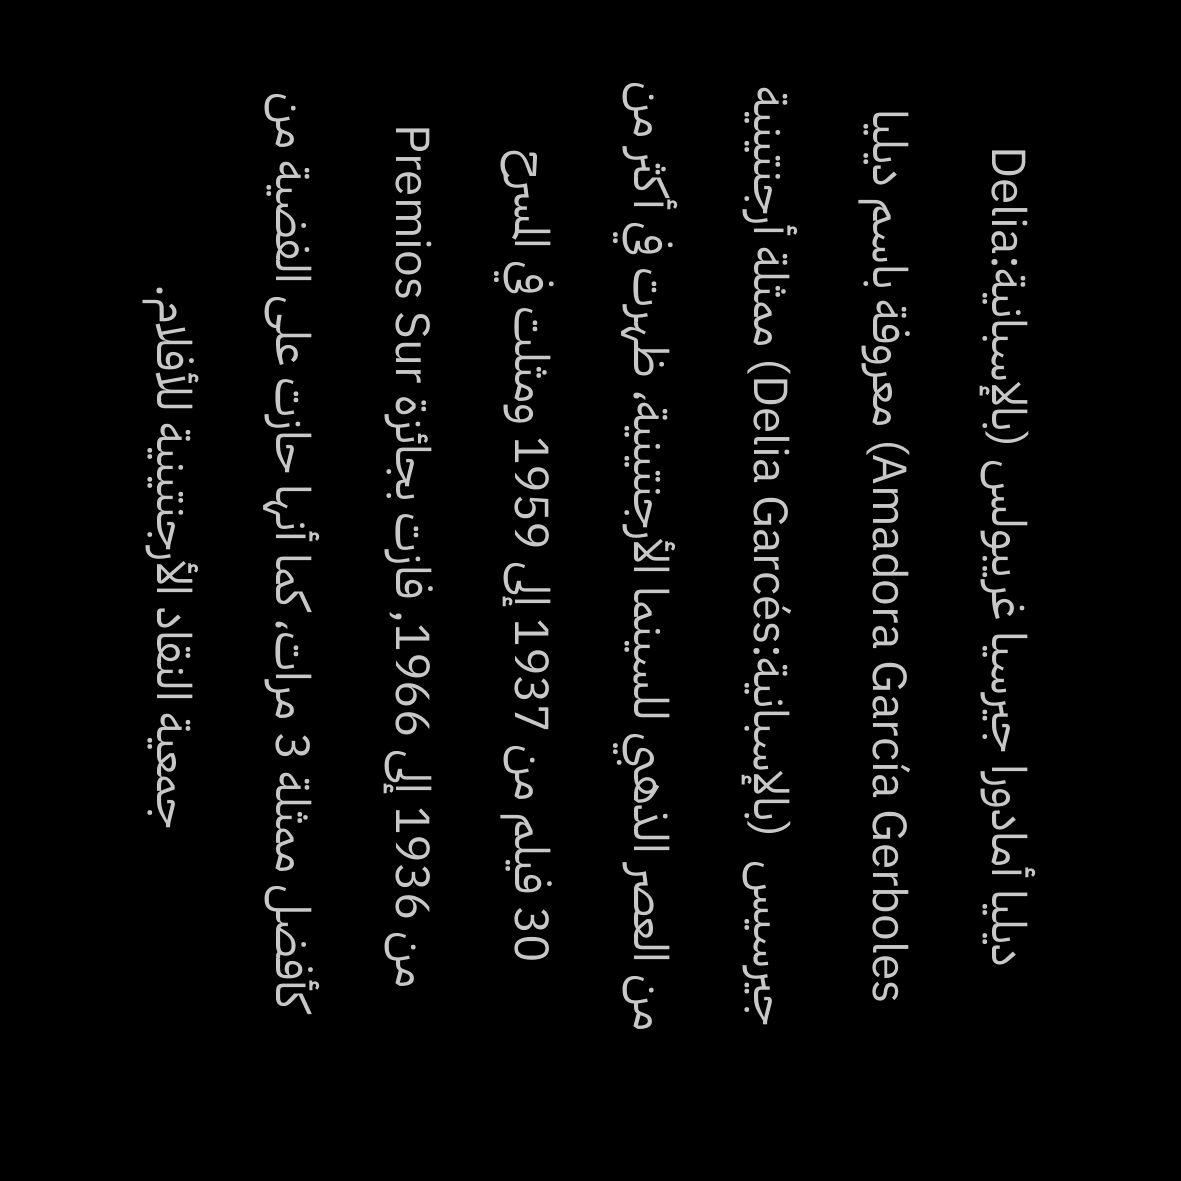 ديليا أمادورا جيرسيا غريبولس (بالإسبانية:Delia
Amadora García Gerboles) معروفة باسم ديليا
جيرسيس  (بالإسبانية:Delia Garcés) ممثلة أرجنتينية
من العصر الذهبي للسينما الأرجنتينية، ظهرت في أكثر من
30 فيلم من 1937 إلى 1959 ومثلت في السرح
من 1936 إلى 1966, فازت بجائزة Premios Sur
كأفضل ممثلة 3 مرات، كما أنها حازت على الفضية من
جمعية النقاد الأرجنتينية للأفلام.